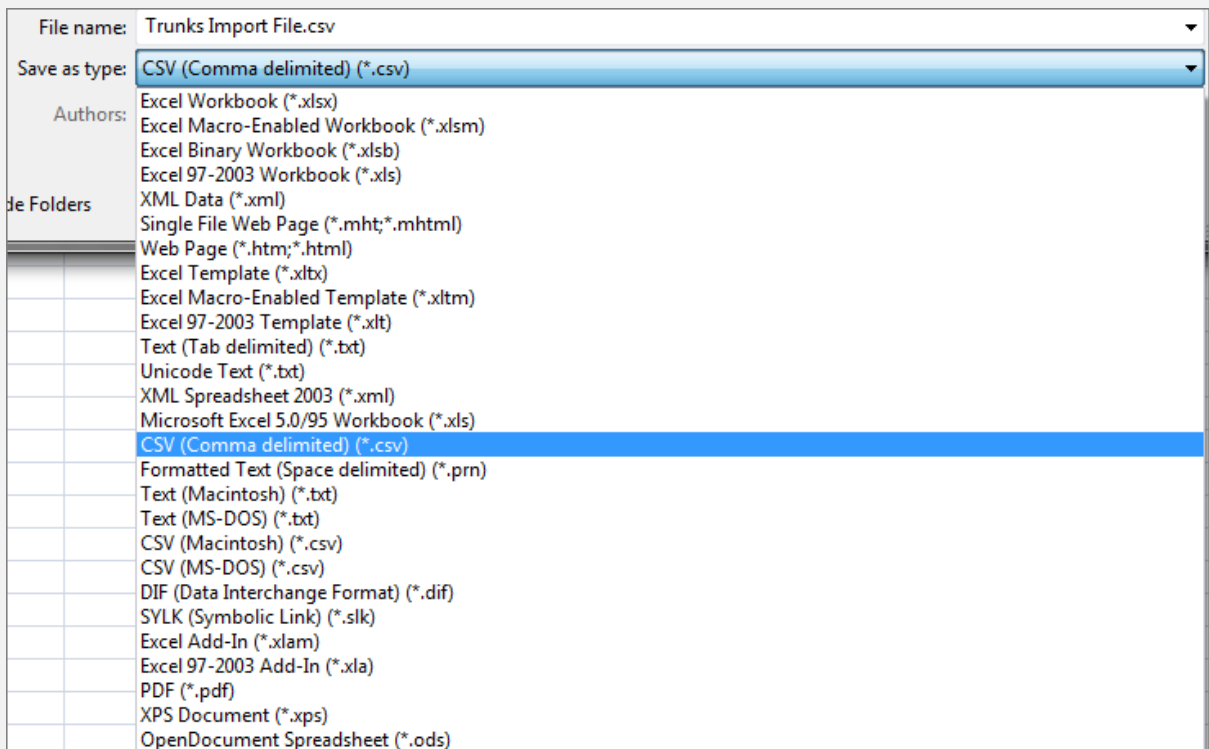 File name: Trunks Import File.csv
Save as type: CSV (Comma delimited) (*.csv)
Authors:
de Folders
Excel Workbook (*.xlsx)
Excel Macro-Enabled Workbook (*.xlsm)
Excel Binary Workbook (*.xlsb)
Excel 97-2003 Workbook (*.xls)
XML Data (*.xml)
Single File Web Page (*.mht;*.mhtml)
Web Page (*.htm;*.html)
Excel Template (*.xltx)
Excel Macro-Enabled Template (*.xltm)
Excel 97-2003 Template (*.xlt)
Text (Tab delimited) (*.txt)
Unicode Text (*.txt)
XML Spreadsheet 2003 (*.xml)
Microsoft Excel 5.0/95 Workbook (*.xls)
CSV (Comma delimited) (*.csv)
Formatted Text (Space delimited) (*.prn)
Text (Macintosh) (*.txt)
Text (MS-DOS) (*.txt)
CSV (Macintosh) (*.csv)
CSV (MS-DOS) (*.csv)
DIF (Data Interchange Format) (*.dif)
SYLK (Symbolic Link) (*.slk)
Excel Add-In (*.xlam)
Excel 97-2003 Add-In (*.xla)
PDF (*.pdf)
XPS Document (*.xps)
OpenDocument Spreadsheet (*.ods)